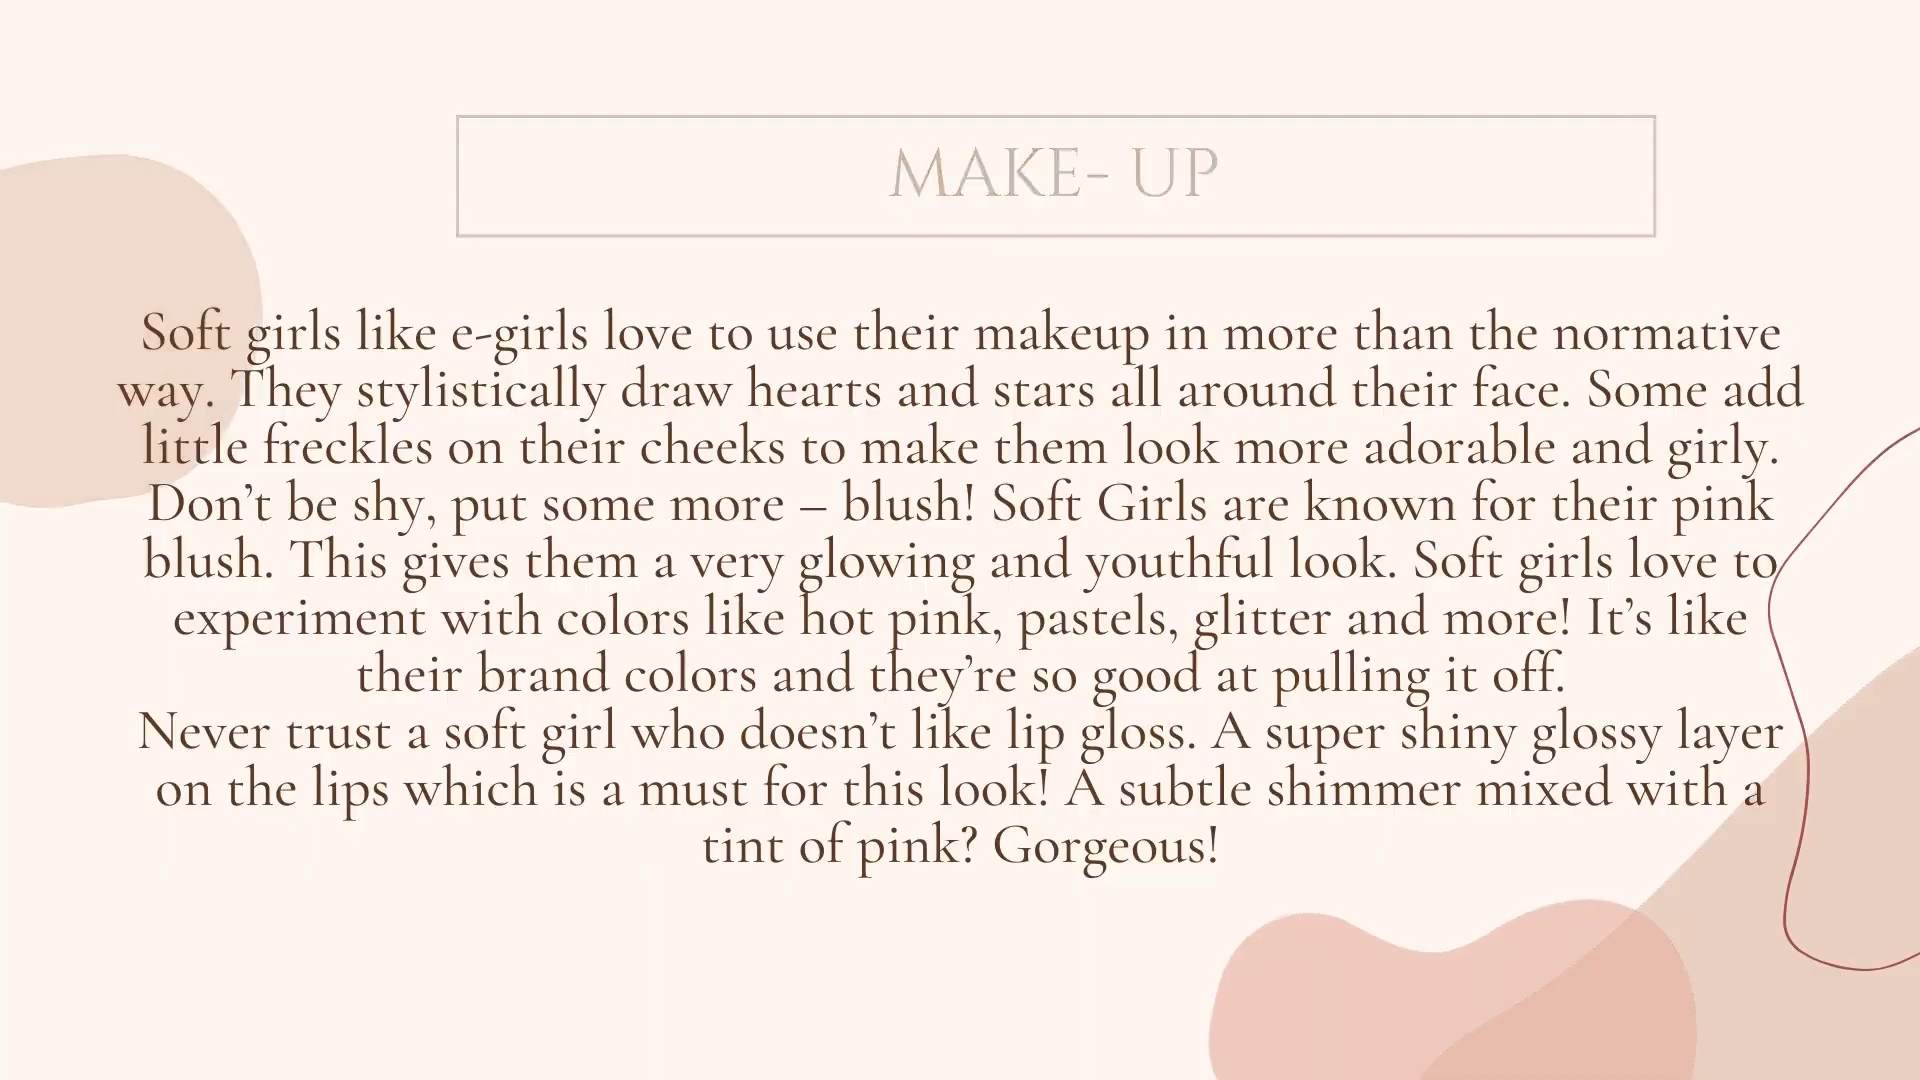 MAKE- UP
Soft girls like e-girls love to use their makeup in more than the normative
way. They stylistically draw hearts and stars all around their face. Some add
little freckles on their cheeks to make them look more adorable and girly.
Don’t be shy, put some more – blush! Soft Girls are known for their pink
blush. This gives them a very glowing and youthful look. Soft girls love to
experiment with colors like hot pink, pastels, glitter and more! It’s like
their brand colors and they’re so good at pulling it off.
Never trust a soft girl who doesn’t like lip gloss. A super shiny glossy layer
on the lips which is a must for this look! A subtle shimmer mixed with a
tint of pink? Gorgeous!